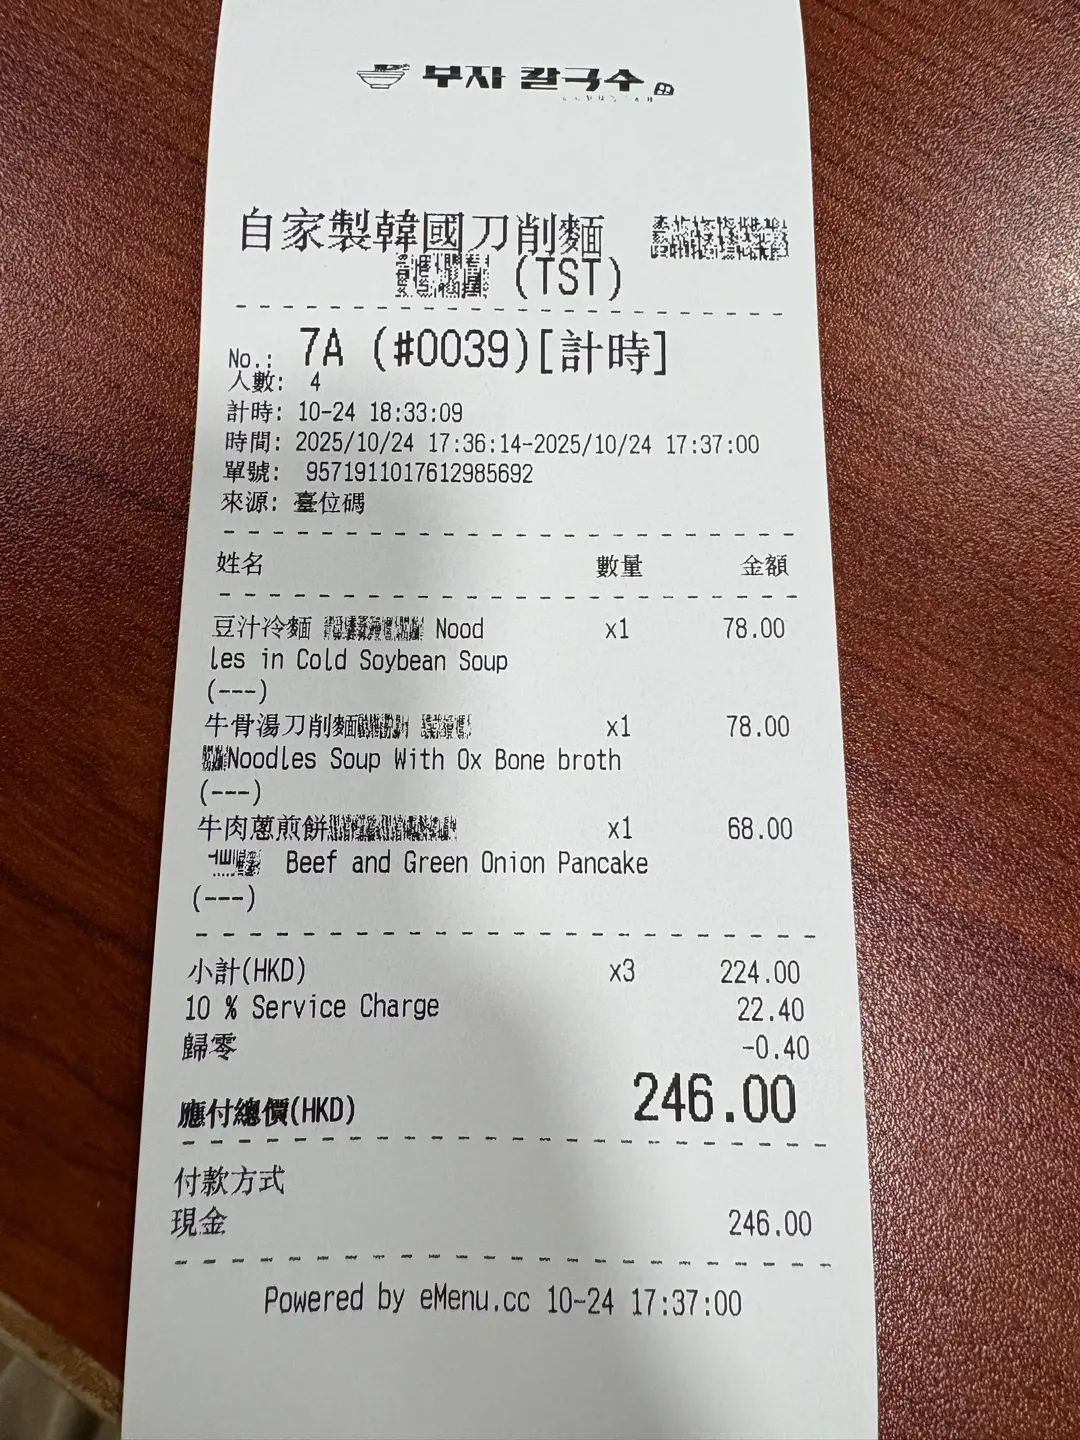 부자 칼국수
自家製韓國刀削麵
(TST)
No.: 7A (#0039)[計時]
人數: 4
計時: 10-24 18:33:09
時間: 2025/10/24 17:36:14-2025/10/24 17:37:00
單號: 9571911017612985692
來源: 臺位碼
姓名 數量 金額
豆汁冷麵 Nood x1 78.00
les in Cold Soybean Soup
(---)
牛骨湯刀削麵 x1 78.00
Noodles Soup With Ox Bone broth
(---)
牛肉蔥煎餅 x1 68.00
Beef and Green Onion Pancake
(---)
小計(HKD) x3 224.00
10 % Service Charge 22.40
歸零 -0.40
應付總價(HKD) 246.00
付款方式
現金 246.00
Powered by eMenu.cc 10-24 17:37:00